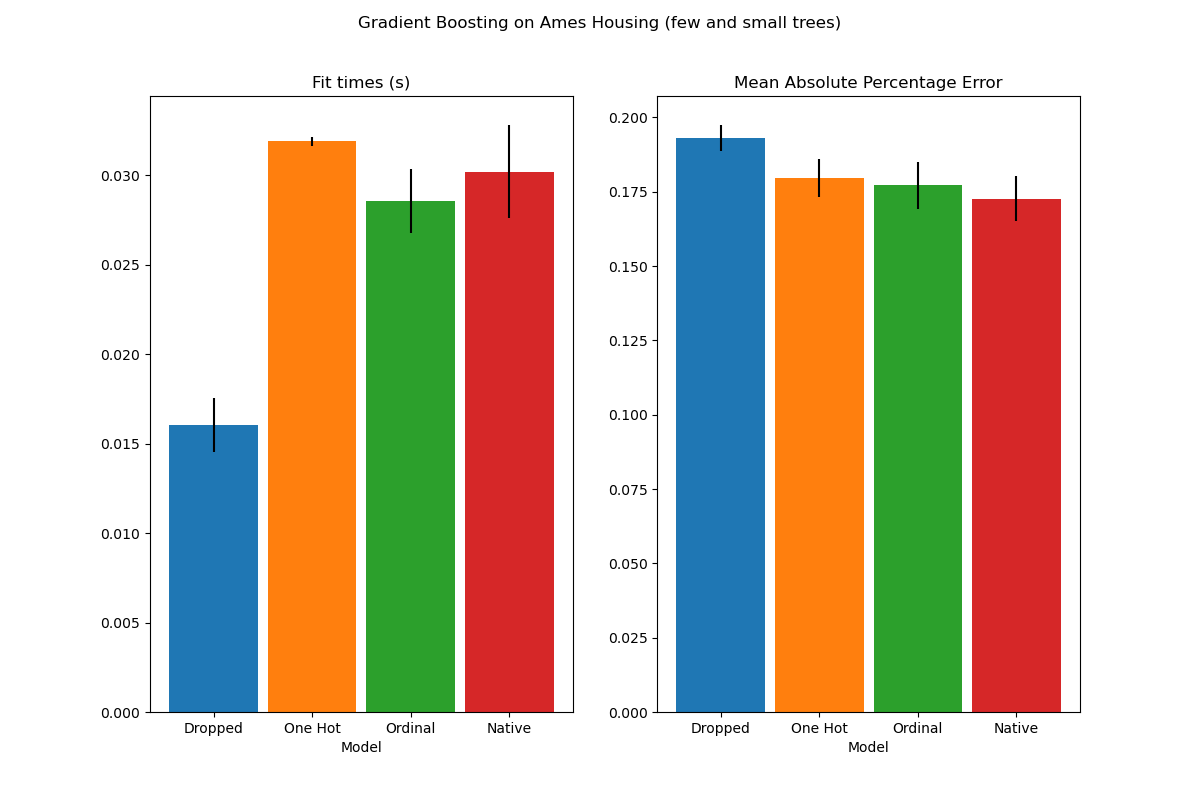 Gradient Boosting on Ames Housing (few and small trees)
Fit times (s)
0.030
0.025
0.020
0.015
0.010
0.005
0.000
Dropped One Hot Ordinal Native
Model
Mean Absolute Percentage Error
0.200
0.175
0.150
0.125
0.100
0.075
0.050
0.025
0.000
Dropped One Hot Ordinal Native
Model